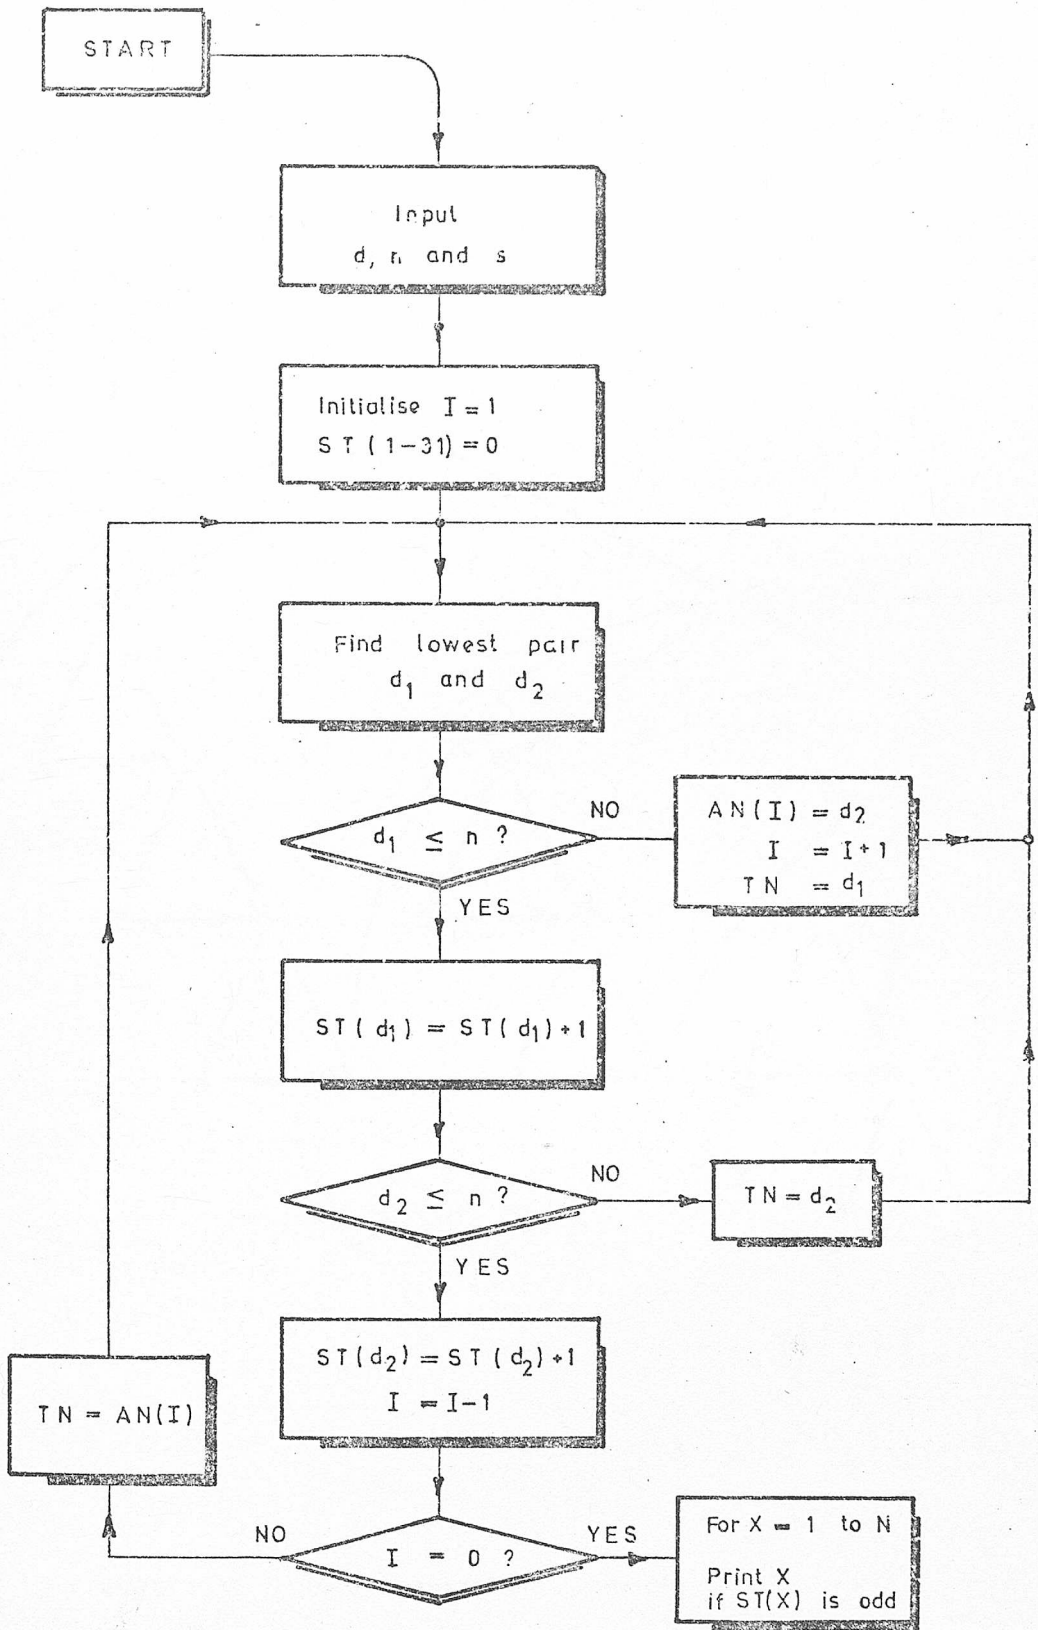 START
Input
d, n and s
Initialise I = 1
ST(1-31) = 0
Find lowest pair
d₁ and d₂
d₁ ≤ n ?
NO
AN(I) = d₂
I = I+1
TN = d₁
YES
ST(d₁) = ST(d₁)+1
d₂ ≤ n ?
NO
TN = d₂
YES
ST(d₂) = ST(d₂)+1
I = I-1
TN = AN(I)
NO
I = 0 ?
YES
For X = 1 to N
Print X
if ST(X) is odd